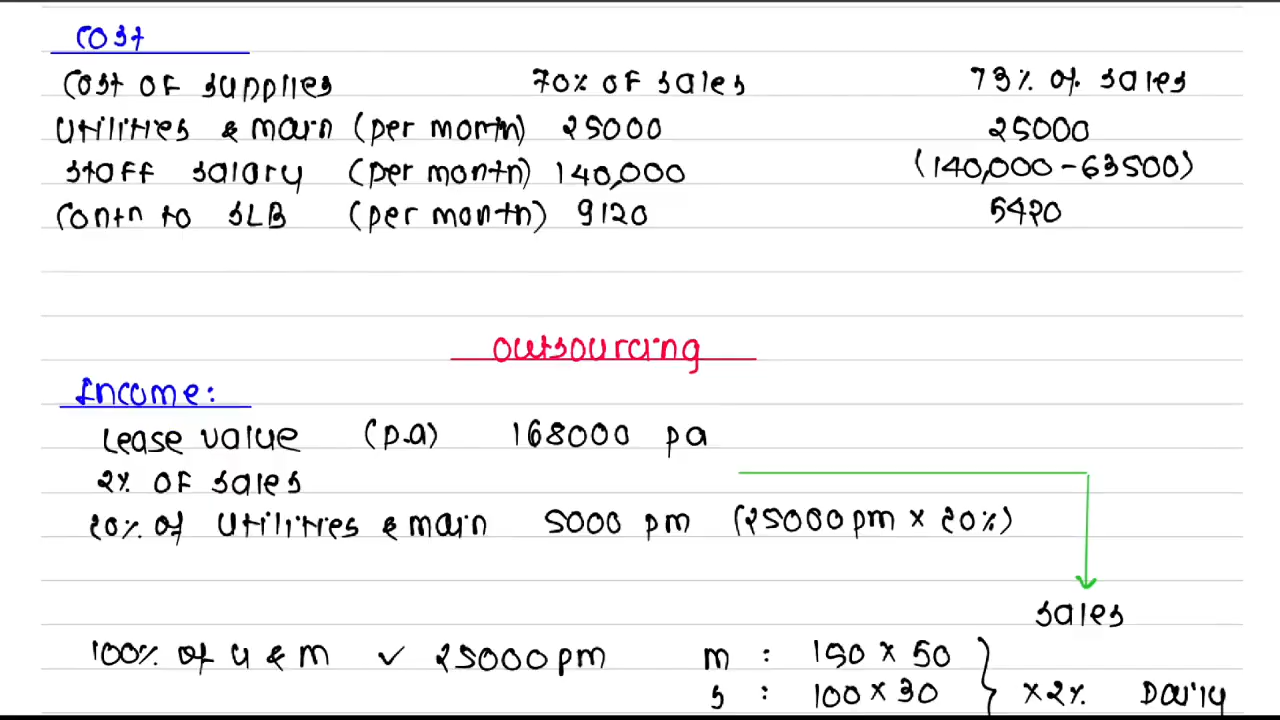 Cost
Cost of supplies 70% of sales 73% of sales
Utilities & main (per month) 25000 25000
Staff salary (per month) 140,000 (140,000 - 63500)
Contn to SLB (per month) 9120 5420
Outsourcing
Income:
Lease value (p.a) 168000 pa
2% of sales
20% of Utilities & main 5000 pm (25000 pm x 20%)
sales
100% of U & m ✓ 25000 pm m : 150 x 50
s : 100 x 30 } x 2% Daily